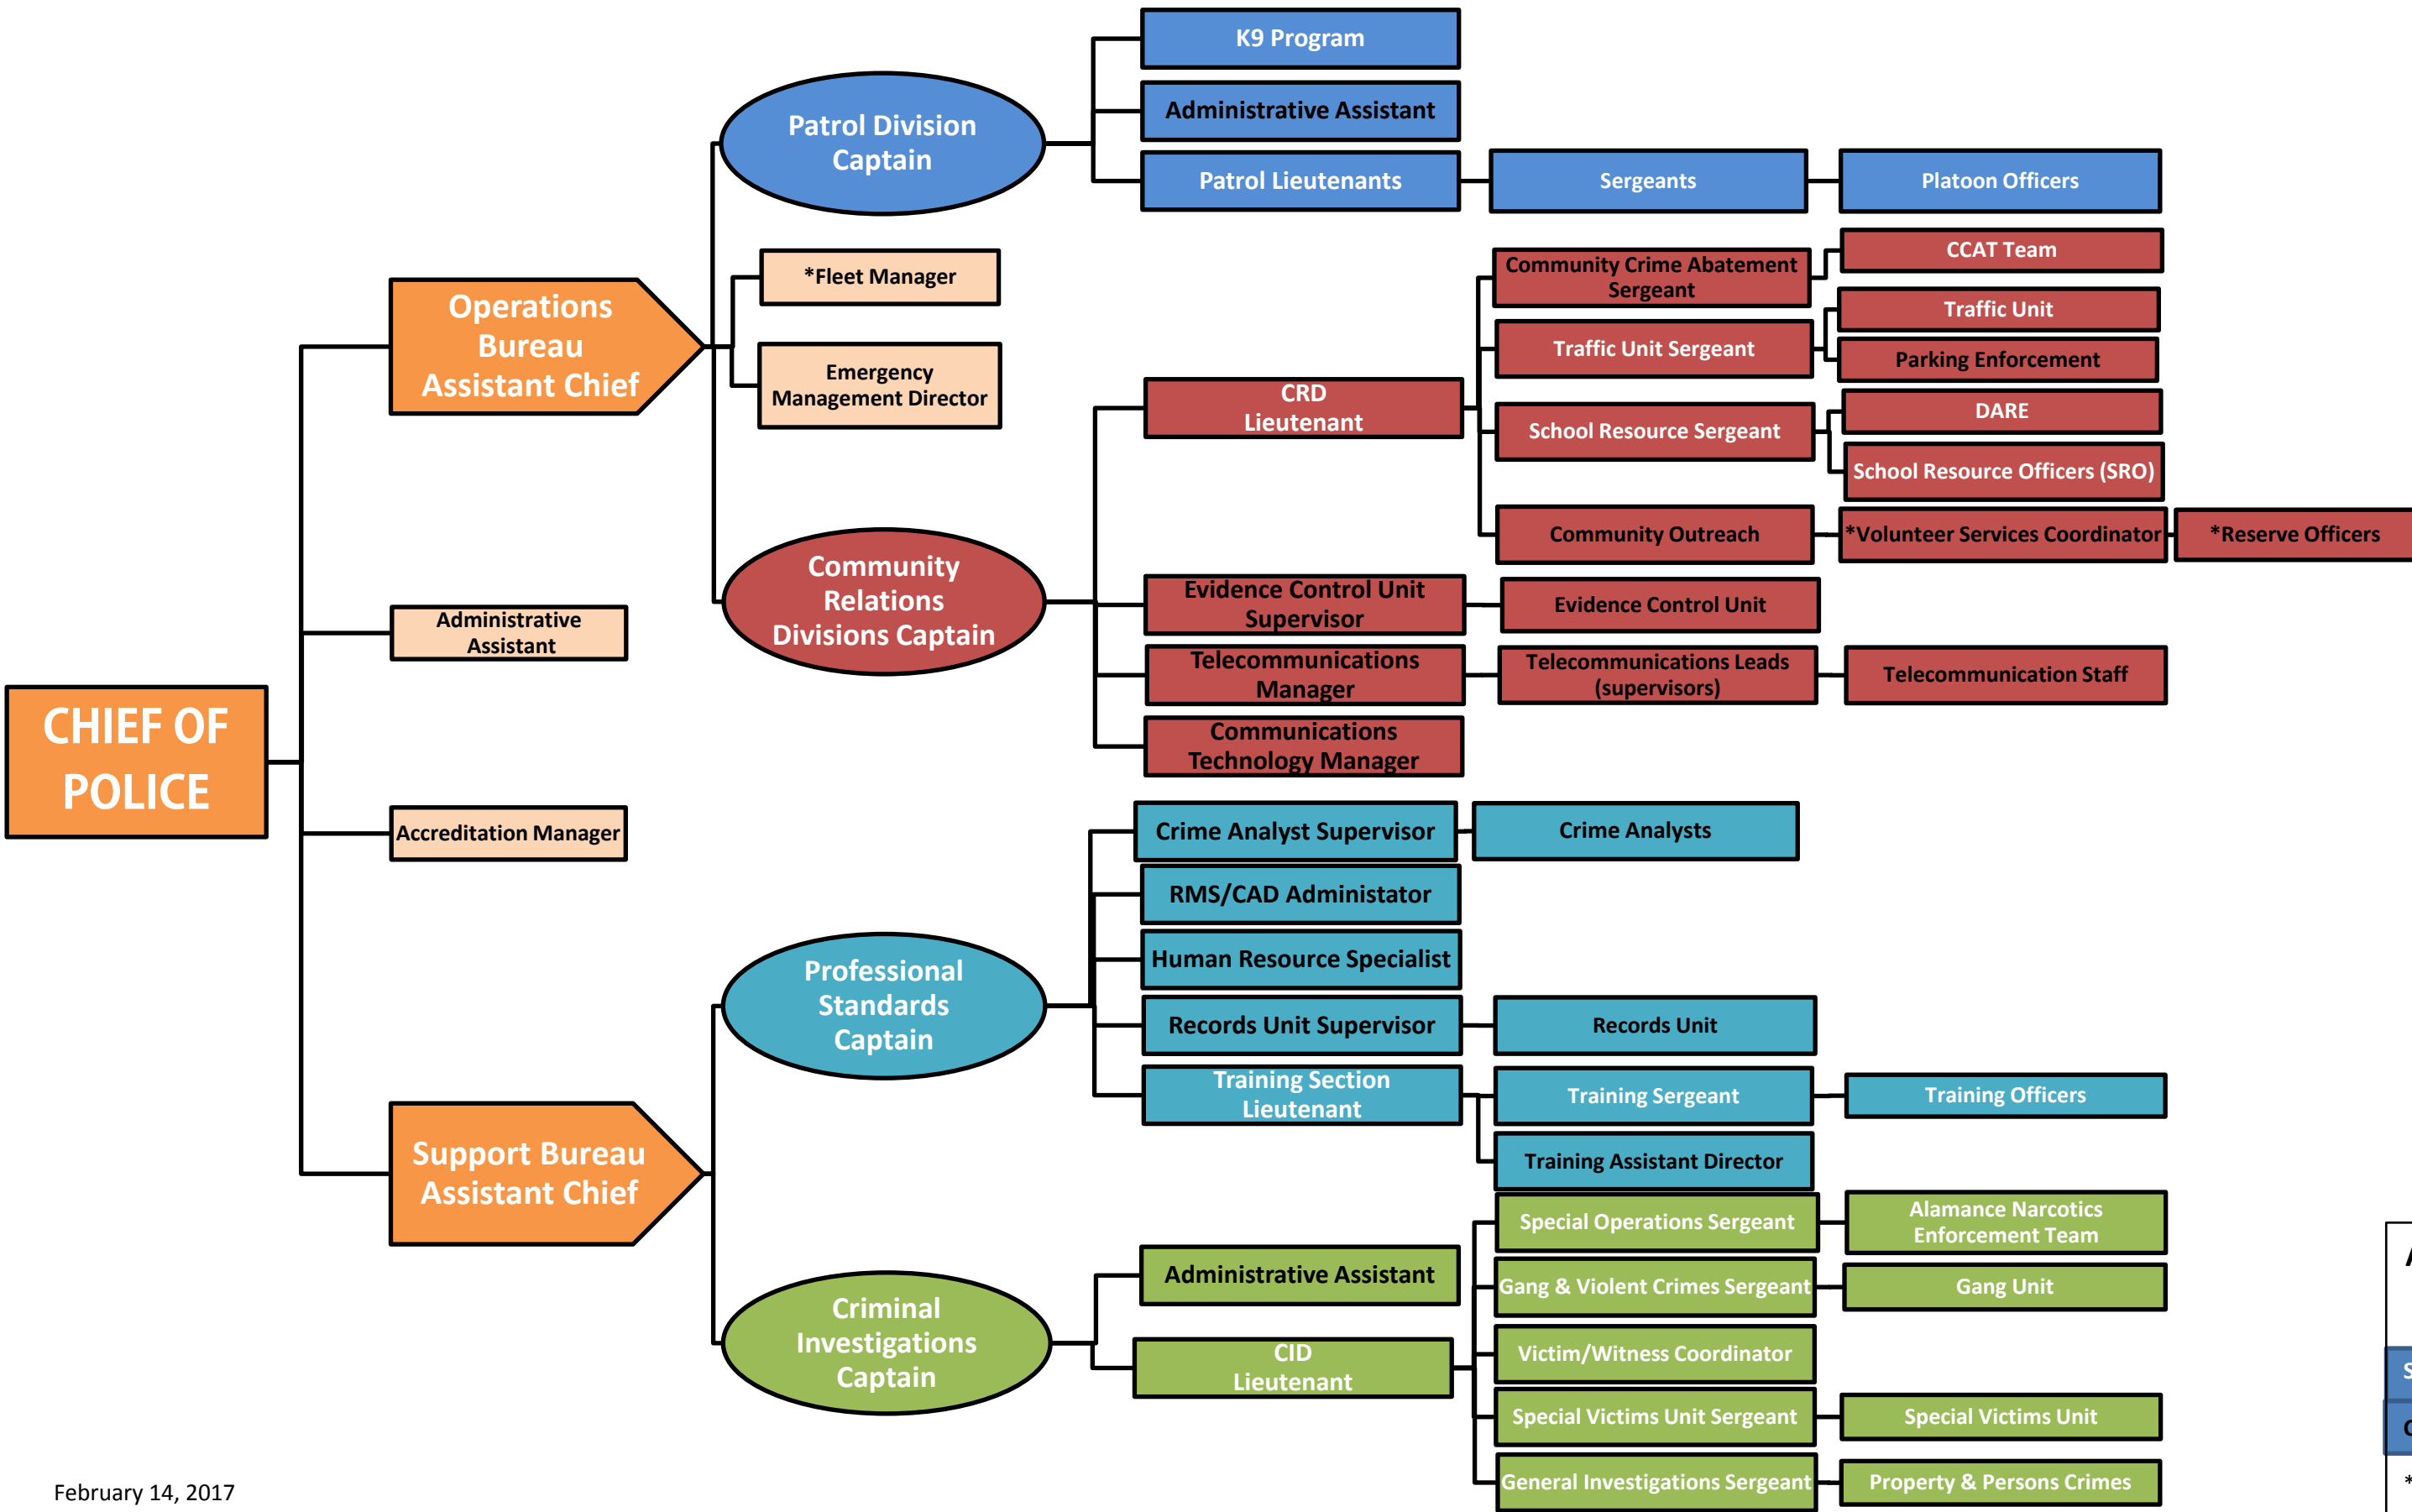 K9 Program
Administrative Assistant
Patrol Division
Captain
Patrol Lieutenants
Sergeants
Platoon Officers
*Fleet Manager
Operations
Bureau
Assistant Chief
Emergency
Management Director
Community Crime Abatement
Sergeant
CCAT Team
Traffic Unit Sergeant
Traffic Unit
Parking Enforcement
CRD
Lieutenant
School Resource Sergeant
DARE
School Resource Officers (SRO)
Community Outreach
*Volunteer Services Coordinator
*Reserve Officers
Community
Relations
Divisions Captain
Evidence Control Unit
Supervisor
Evidence Control Unit
Telecommunications
Manager
Telecommunications Leads
(supervisors)
Telecommunication Staff
Communications
Technology Manager
Administrative
Assistant
CHIEF OF
POLICE
Accreditation Manager
Crime Analyst Supervisor
Crime Analysts
RMS/CAD Administator
Human Resource Specialist
Professional
Standards
Captain
Records Unit Supervisor
Records Unit
Training Section
Lieutenant
Training Sergeant
Training Officers
Training Assistant Director
Support Bureau
Assistant Chief
Special Operations Sergeant
Alamance Narcotics
Enforcement Team
Administrative Assistant
Gang & Violent Crimes Sergeant
Gang Unit
Criminal
Investigations
Captain
CID
Lieutenant
Victim/Witness Coordinator
Special Victims Unit Sergeant
Special Victims Unit
General Investigations Sergeant
Property & Persons Crimes
February 14, 2017